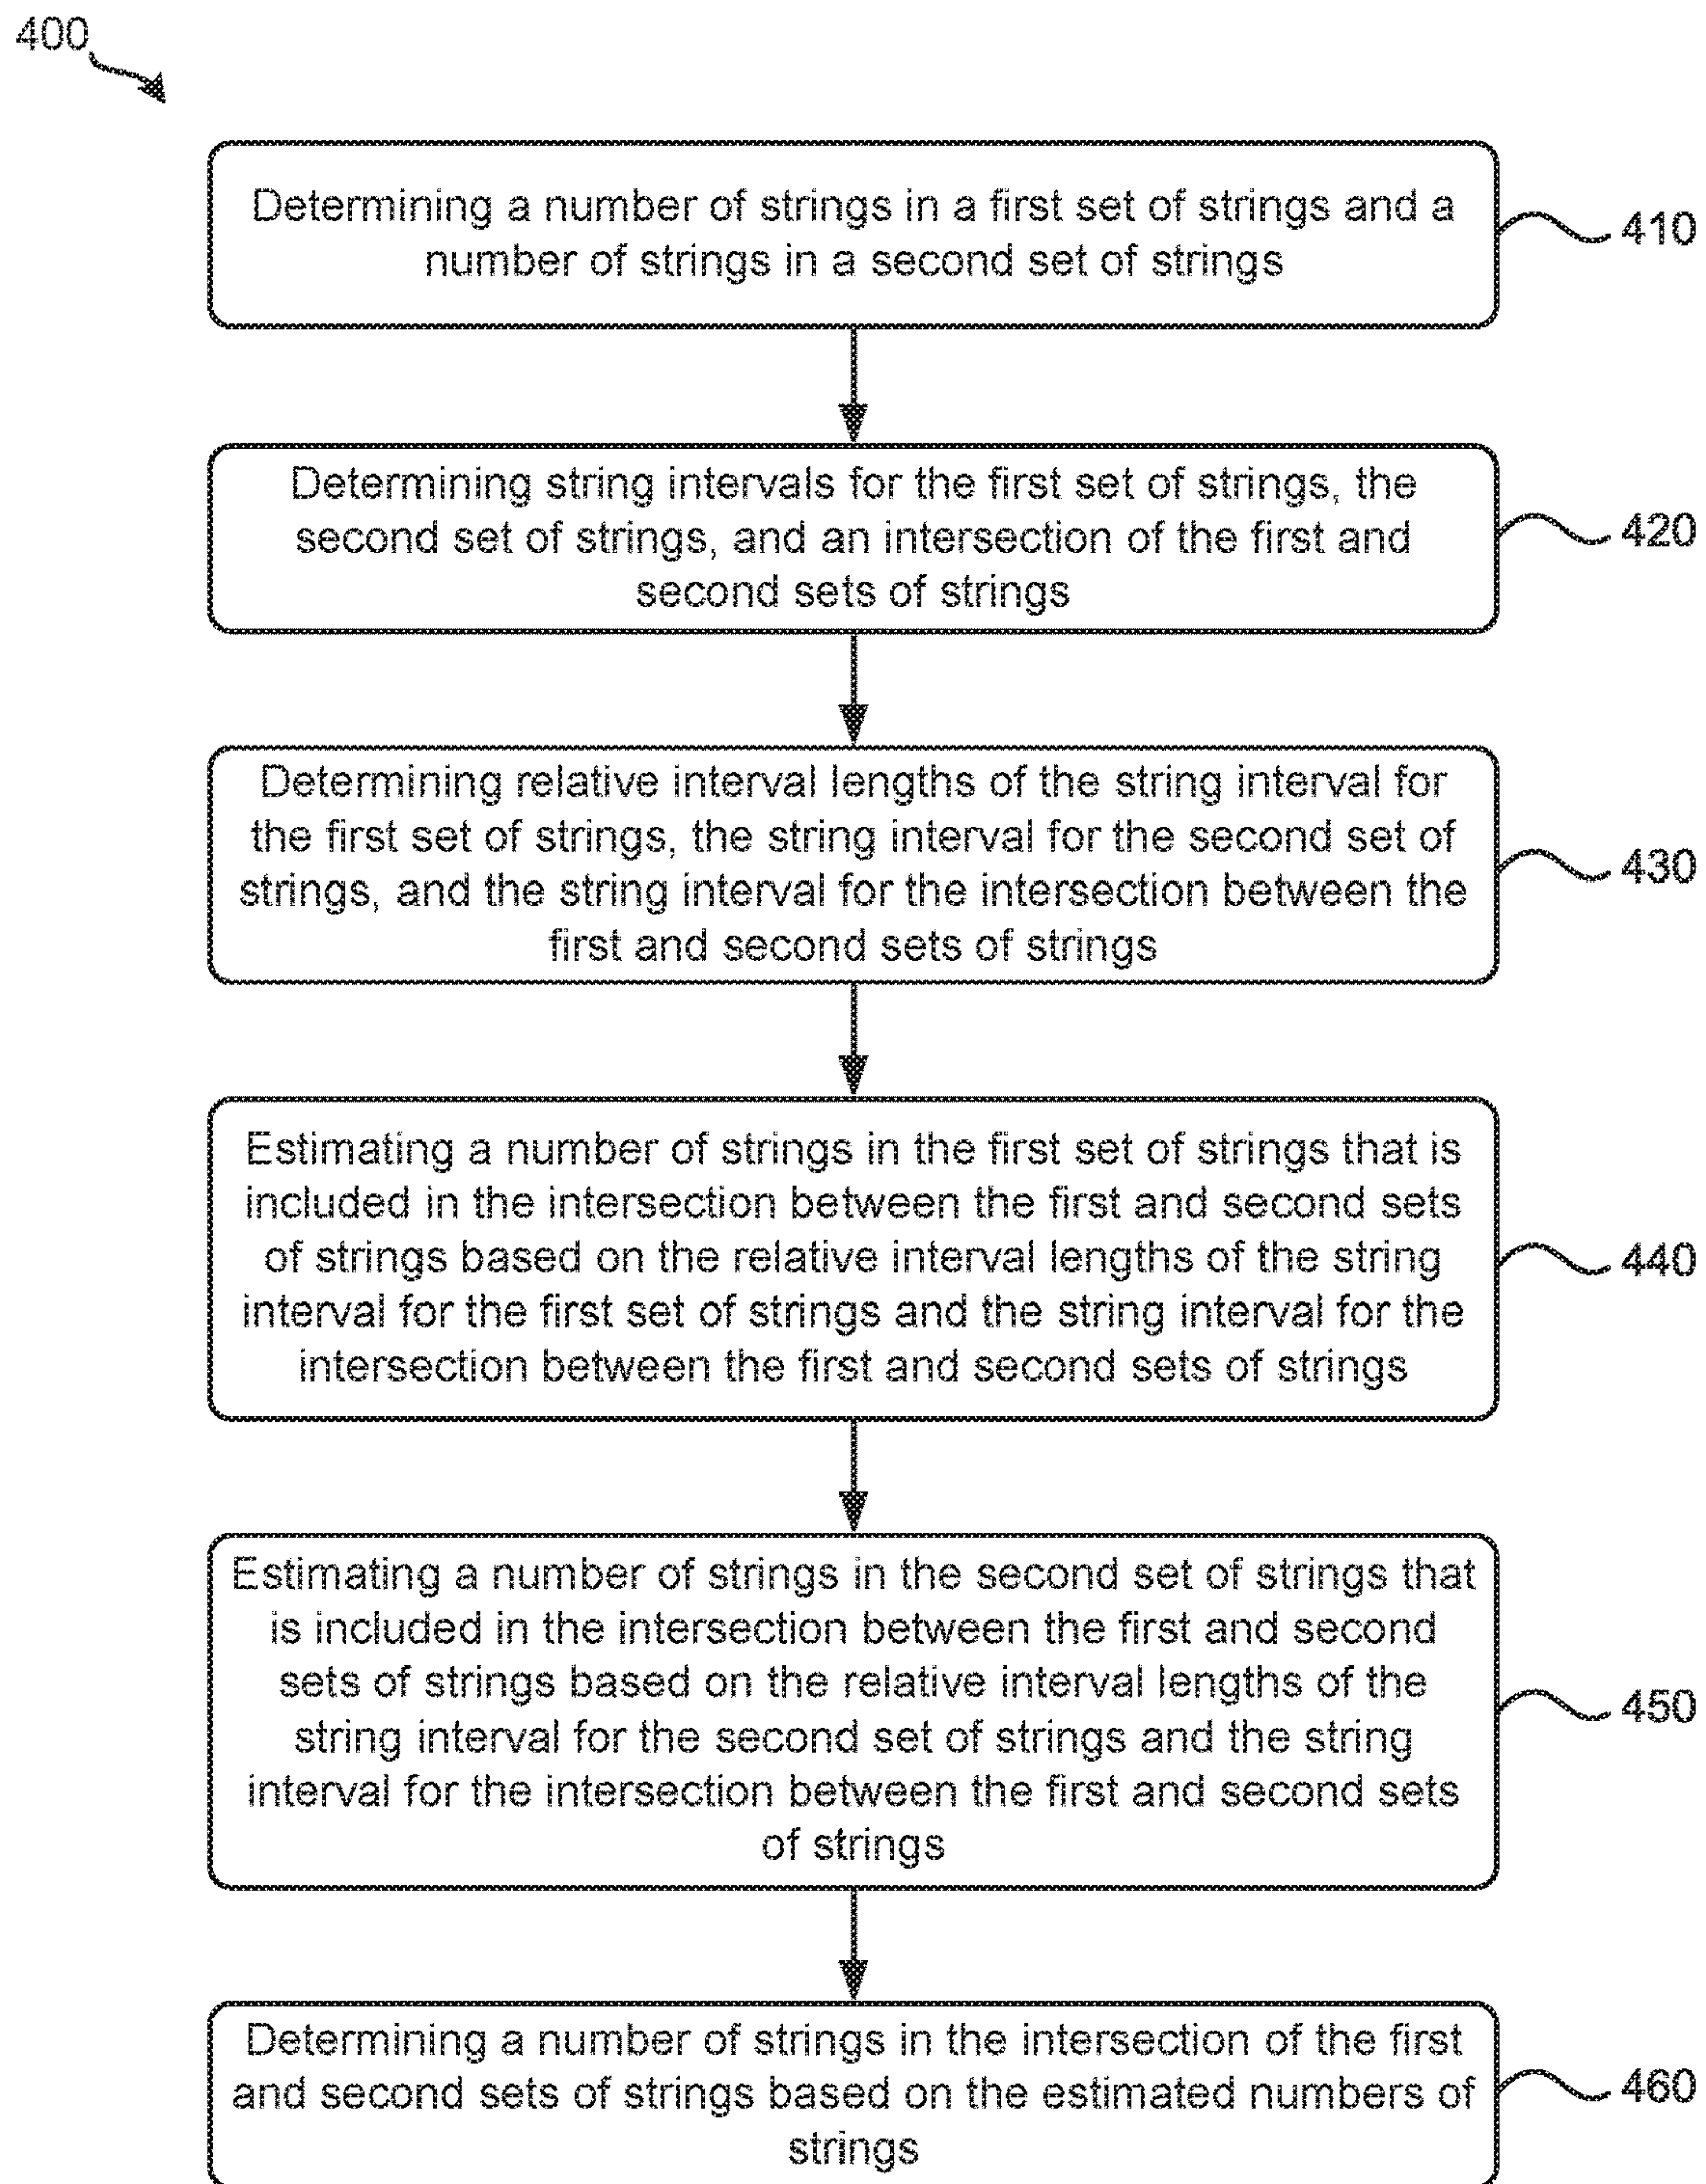 400
Determining a number of strings in a first set of strings and a
number of strings in a second set of strings
410
Determining string intervals for the first set of strings, the
second set of strings, and an intersection of the first and
second sets of strings
420
Determining relative interval lengths of the string interval for
the first set of strings, the string interval for the second set of
strings, and the string interval for the intersection between the
first and second sets of strings
430
Estimating a number of strings in the first set of strings that is
included in the intersection between the first and second sets
of strings based on the relative interval lengths of the string
interval for the first set of strings and the string interval for the
intersection between the first and second sets of strings
440
Estimating a number of strings in the second set of strings that
is included in the intersection between the first and second
sets of strings based on the relative interval lengths of the
string interval for the second set of strings and the string
interval for the intersection between the first and second sets
of strings
450
Determining a number of strings in the intersection of the first
and second sets of strings based on the estimated numbers of
strings
460